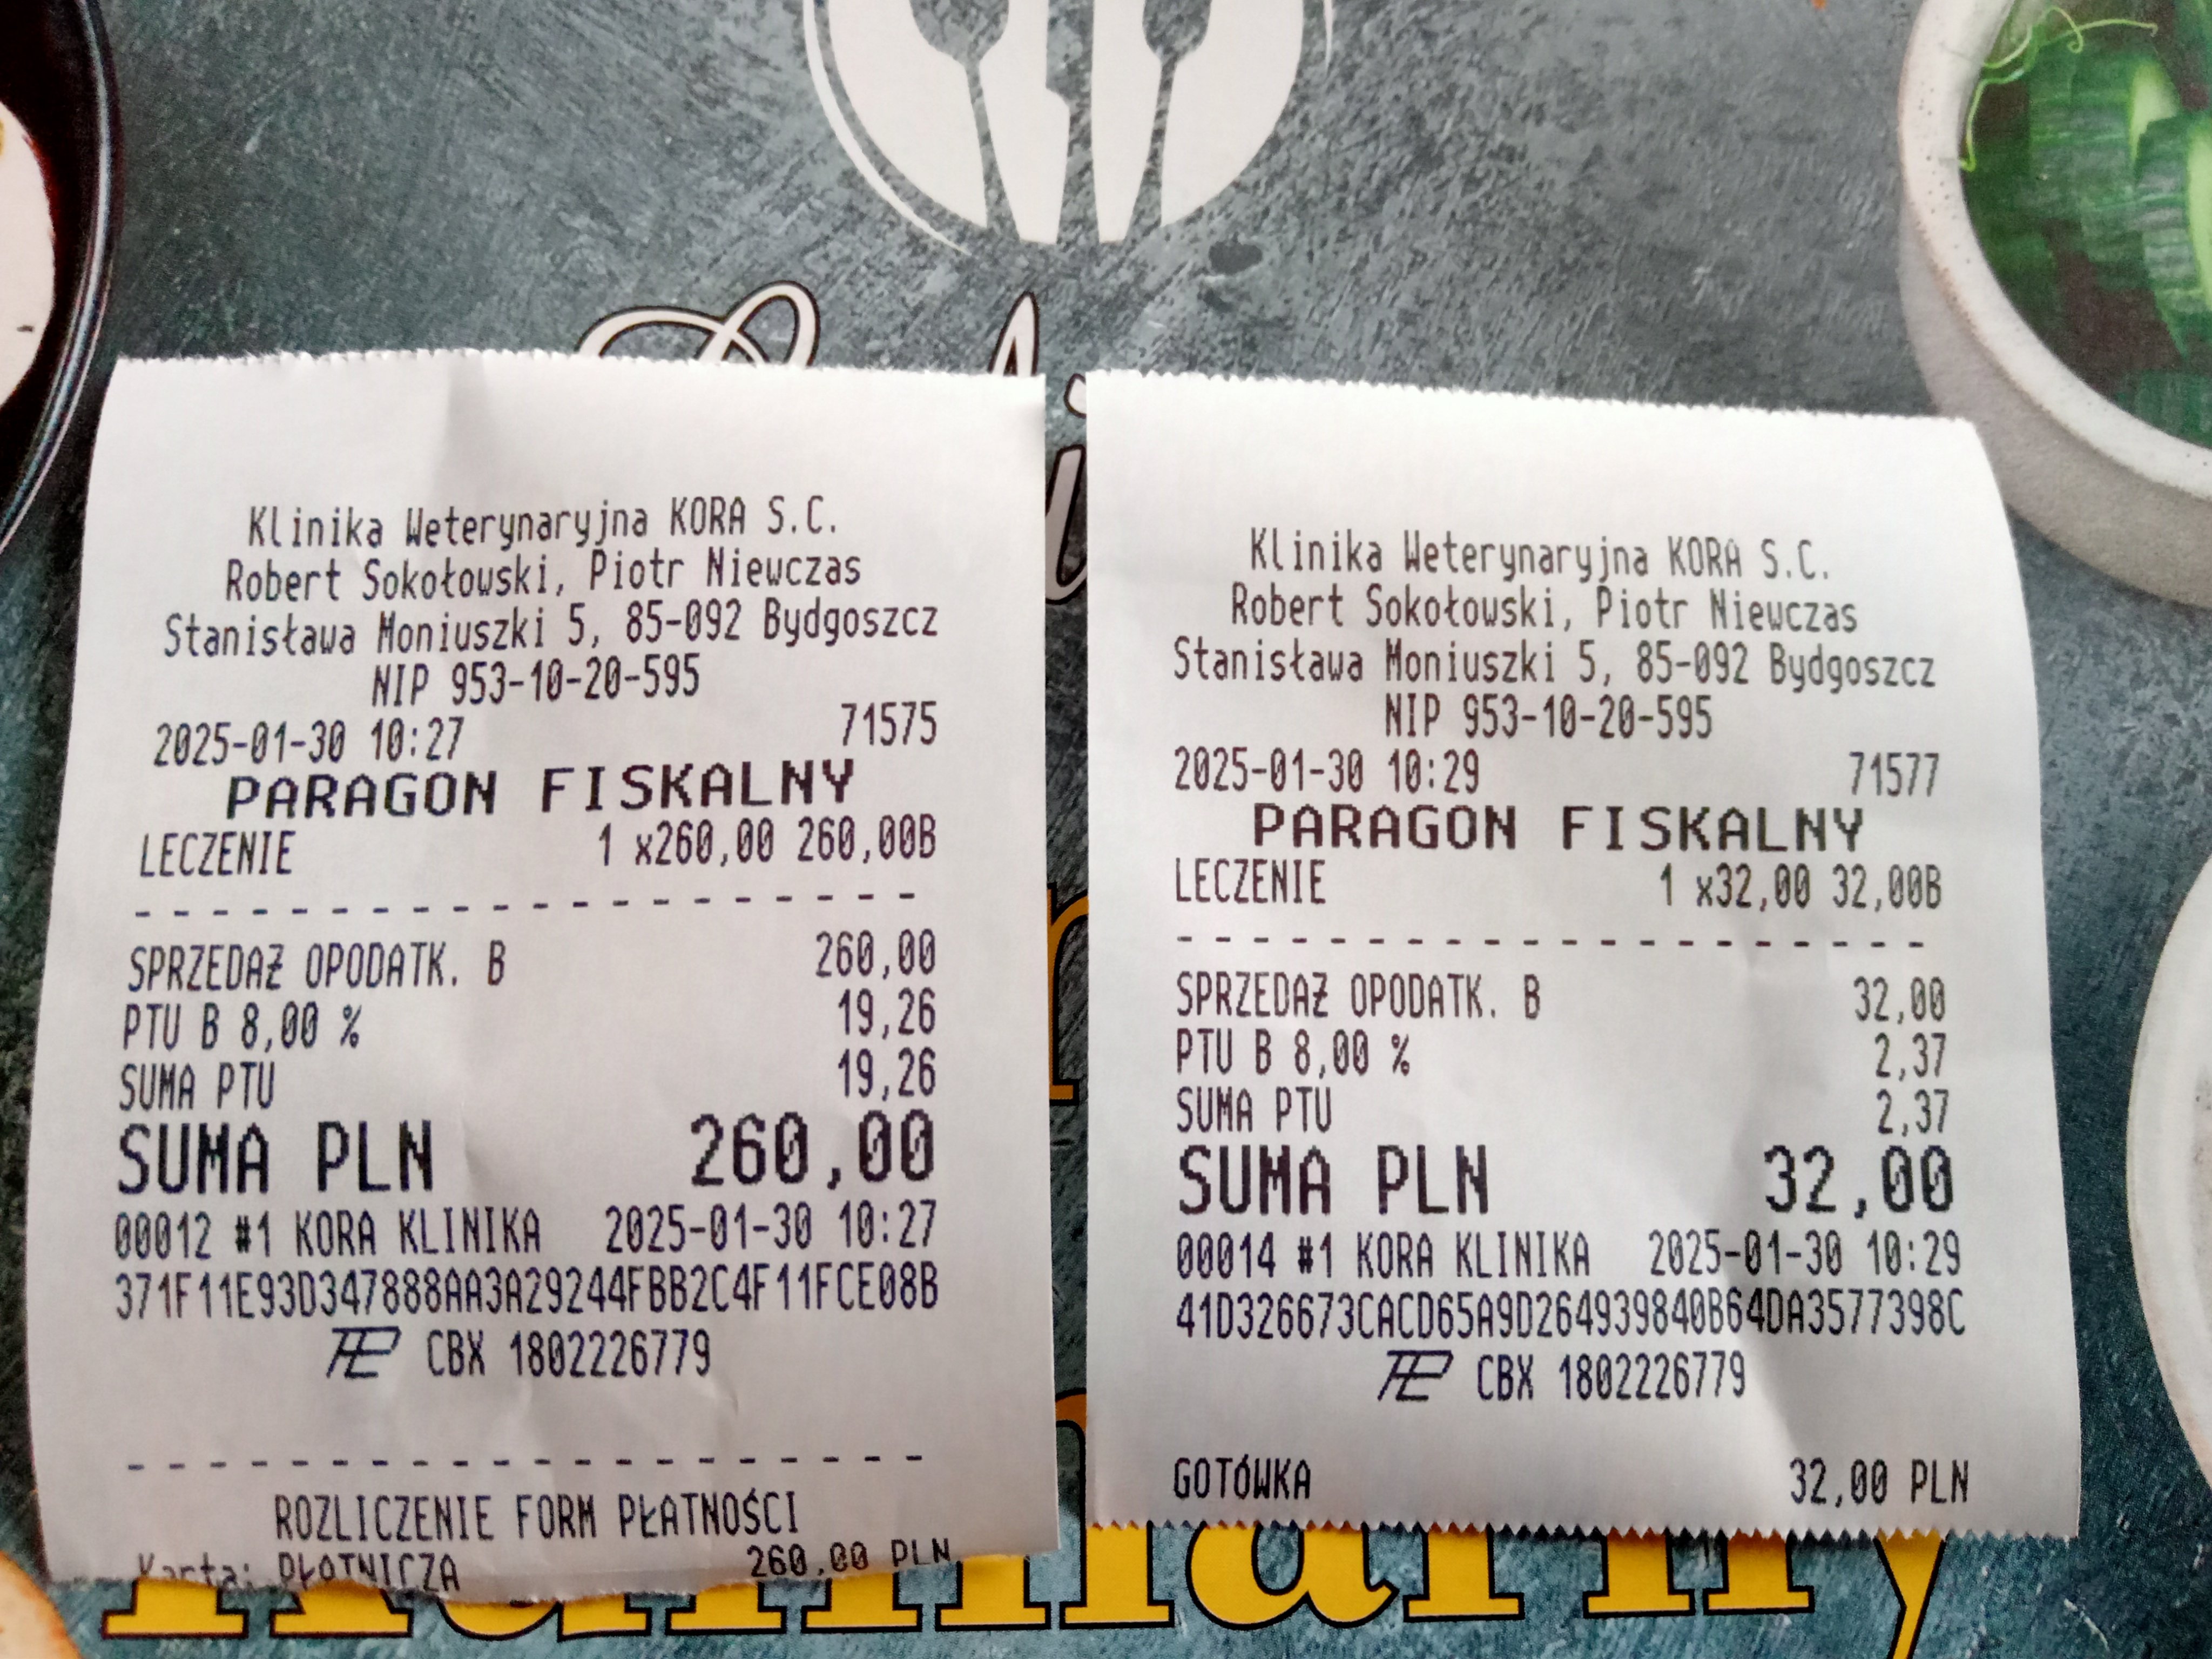 Klinika Weterynaryjna KORA S.C.
Robert Sokołowski, Piotr Niewczas
Stanisława Moniuszki 5, 85-092 Bydgoszcz
NIP 953-10-20-595
2025-01-30 10:27 71575
PARAGON FISKALNY
LECZENIE 1 x260,00 260,00B
SPRZEDAŻ OPODATK. B 260,00
PTU B 8,00 % 19,26
SUMA PTU 19,26
SUMA PLN 260,00
00012 #1 KORA KLINIKA 2025-01-30 10:27
371F11E93D347888AA3A29244FBB2C4F11FCE08B
CBX 1802226779
ROZLICZENIE FORM PŁATNOŚCI
Karta: PŁATNICZA 260,00 PLN
Klinika Weterynaryjna KORA S.C.
Robert Sokołowski, Piotr Niewczas
Stanisława Moniuszki 5, 85-092 Bydgoszcz
NIP 953-10-20-595
2025-01-30 10:29 71577
PARAGON FISKALNY
LECZENIE 1 x32,00 32,00B
SPRZEDAŻ OPODATK. B 32,00
PTU B 8,00 % 2,37
SUMA PTU 2,37
SUMA PLN 32,00
00014 #1 KORA KLINIKA 2025-01-30 10:29
41D326673CACD65A9D264939840B64DA3577398C
CBX 1802226779
GOTÓWKA 32,00 PLN